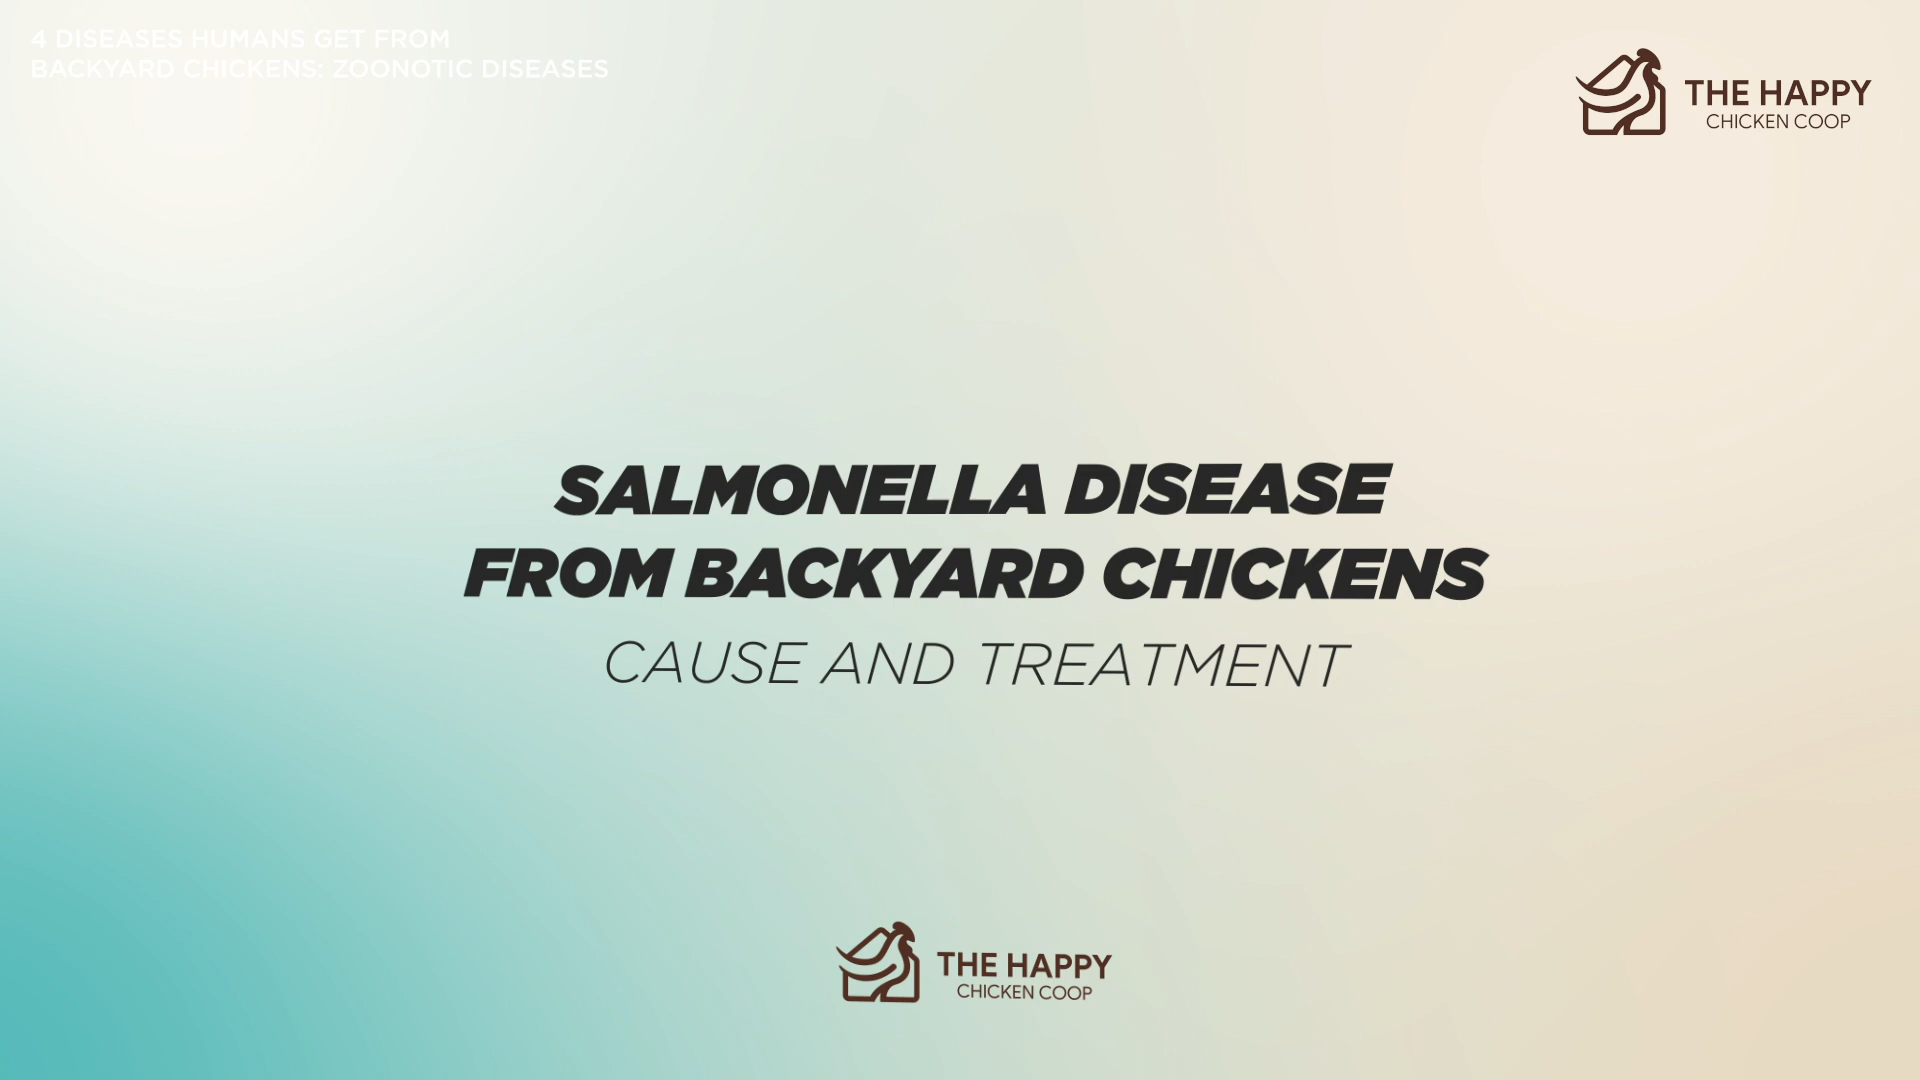 4 DISEASES HUMANS GET FROM
BACKYARD CHICKENS: ZOONOTIC DISEASES
THE HAPPY
CHICKEN COOP
SALMONELLA DISEASE
FROM BACKYARD CHICKENS
CAUSE AND TREATMENT
THE HAPPY
CHICKEN COOP